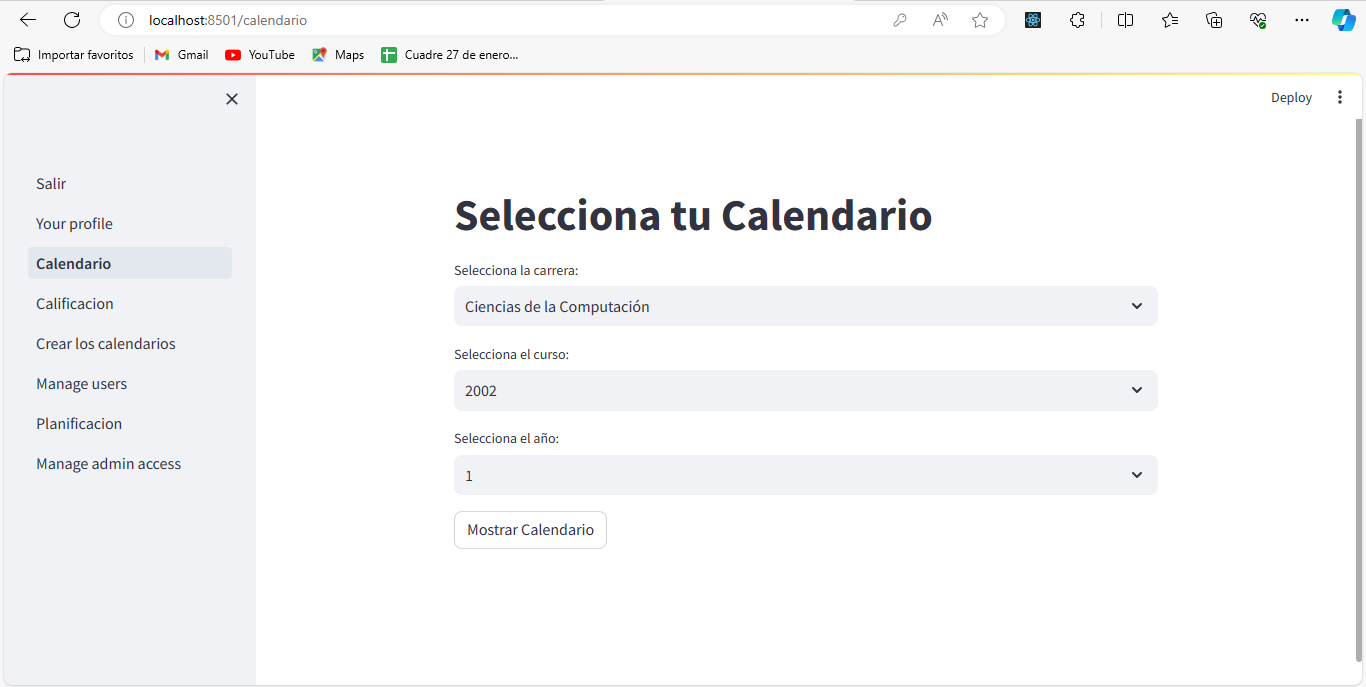 localhost:8501/calendario
Importar favoritos
Gmail
YouTube
Maps
Cuadre 27 de enero...
Deploy
Salir
Your profile
Calendario
Calificacion
Crear los calendarios
Manage users
Planificacion
Manage admin access
Selecciona tu Calendario
Selecciona la carrera:
Ciencias de la Computación
Selecciona el curso:
2002
Selecciona el año:
1
Mostrar Calendario